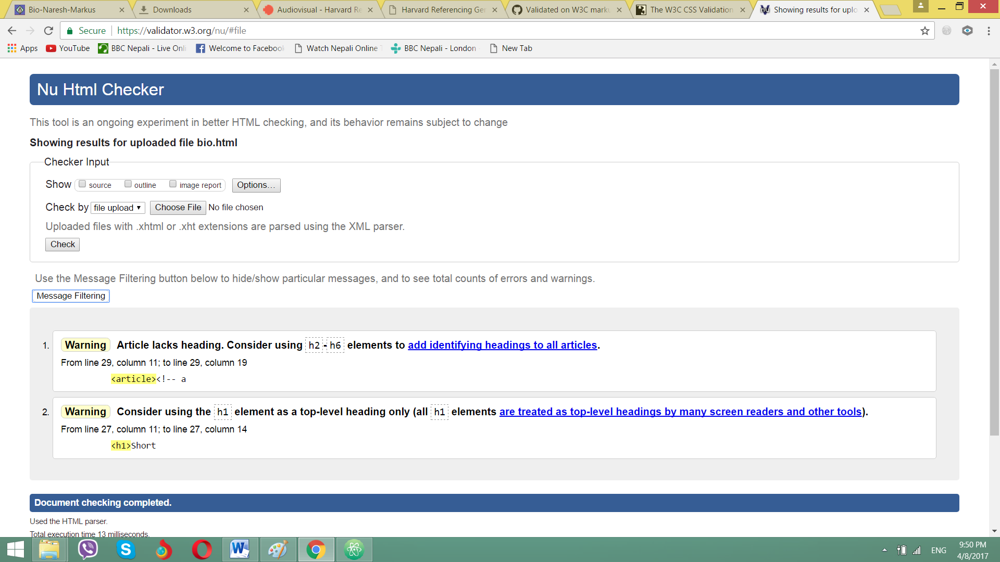 Bio-Naresh-Markus
Downloads
Audiovisual - Harvard Re
Harvard Referencing Ger
Validated on W3C marku
The W3C CSS Validation
Showing results for uplo
Secure
https://validator.w3.org/nu/#file
Apps
YouTube
BBC Nepali - Live Onli
Welcome to Facebook
Watch Nepali Online T
BBC Nepali - London
New Tab
Nu Html Checker
This tool is an ongoing experiment in better HTML checking, and its behavior remains subject to change
Showing results for uploaded file bio.html
Checker Input
Show source outline image report Options...
Check by file upload Choose File No file chosen
Uploaded files with .xhtml or .xht extensions are parsed using the XML parser.
Check
Use the Message Filtering button below to hide/show particular messages, and to see total counts of errors and warnings.
Message Filtering
1. Warning Article lacks heading. Consider using h2-h6 elements to add identifying headings to all articles.
From line 29, column 11; to line 29, column 19
<article><!-- a
2. Warning Consider using the h1 element as a top-level heading only (all h1 elements are treated as top-level headings by many screen readers and other tools).
From line 27, column 11; to line 27, column 14
<h1>Short
Document checking completed.
Used the HTML parser.
Total execution time 13 milliseconds.
ENG
9:50 PM
4/8/2017